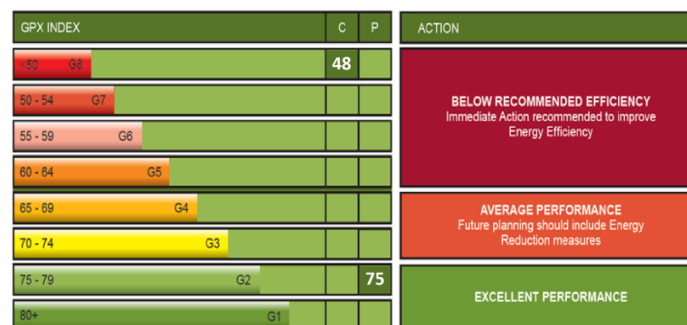 GPX INDEX C P ACTION
<50 G8 48
50 - 54 G7
55 - 59 G6
60 - 64 G5
BELOW RECOMMENDED EFFICIENCY
Immediate Action recommended to improve
Energy Efficiency
65 - 69 G4
70 - 74 G3
AVERAGE PERFORMANCE
Future planning should include Energy
Reduction measures
75 - 79 G2 75
80+ G1
EXCELLENT PERFORMANCE